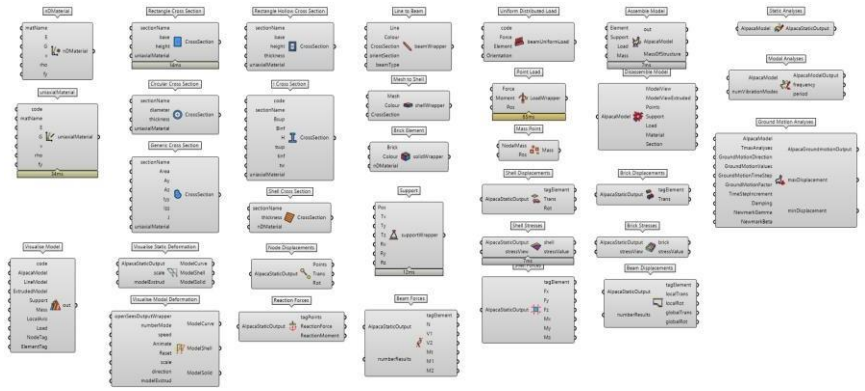 nDMaterial
matName
E
G
v
rho
fy
nDMaterial
uniaxialMaterial
code
matName
E
G
v
rho
fy
uniaxialMaterial
54ms
Rectangle Cross Section
sectionName
base
height
uniaxialMaterial
CrossSection
Circular Cross Section
sectionName
diameter
thickness
uniaxialMaterial
CrossSection
Generic Cross Section
sectionName
Area
uniaxialMaterial
CrossSection
Rectangle Hollow Cross Section
sectionName
base
height
thickness
uniaxialMaterial
CrossSection
I Cross Section
code
sectionName
Bsup
Binf
H
tsup
tinf
tw
uniaxialMaterial
CrossSection
Shell Cross Section
sectionName
thickness
nDMaterial
CrossSection
Line to Beam
Line
Colour
CrossSection
orientSection
beamType
beamWrapper
Mesh to Shell
Mesh
Colour
CrossSection
shellWrapper
Brick Element
Brick
Colour
nDMaterial
solidWrapper
Support
Pos
Tx
Ty
Tz
Rx
Ry
Rz
supportWrapper
10ms
Uniform Distributed Load
code
Force
Element
Orientation
beamUniformLoad
Point Load
Force
Moment
Pos
LoadWrapper
65ms
Mass Point
NodalMass
Pos
Mass
Assemble Model
Element
Support
Load
Mass
out
AlpacaModel
MassOfStructure
7ms
Disassemble Model
AlpacaModel
ModelView
ModelViewExtruded
Points
Support
Load
Material
Section
Static Analyses
AlpacaModel
AlpacaStaticOutput
Modal Analyses
AlpacaModel
numVibrationModes
AlpacaModalOutput
frequency
period
Ground Motion Analyses
AlpacaModel
TmaxAnalyses
GroundMotionDirection
GroundMotionValues
GroundMotionTimeStep
GroundMotionFactor
TimeStepIncrement
Damping
NewmarkGamma
NewmarkBeta
AlpacaGroundmotionOutput
maxDisplacement
minDisplacement
Shell Displacements
AlpacaStaticOutput
tagElement
Trans
Rot
Brick Displacements
AlpacaStaticOutput
tagElement
Trans
Shell Stresses
AlpacaStaticOutput
stressView
shell
stressValue
7ms
Brick Stresses
AlpacaStaticOutput
stressView
brick
stressValue
Shell Forces
AlpacaStaticOutput
tagElement
Fx
Fy
Fz
Mx
My
Mz
Beam Displacements
AlpacaStaticOutput
numberResults
tagElement
localTrans
localRot
globalTrans
globalRot
Visualise Model
code
AlpacaModel
LineModel
ExtrudedModel
Support
Mass
LocalAxis
Load
NodeTag
ElementTag
out
Visualise Static Deformation
AlpacaStaticOutput
scale
modelExtrud
ModelCurve
ModelShell
ModelSolid
Visualise Model Deformation
openSeesOutputWrapper
numberMode
speed
Animate
Reset
scale
direction
modelExtrud
ModelCurve
ModelShell
ModelSolid
Node Displacements
AlpacaStaticOutput
Points
Trans
Rot
Reaction Forces
AlpacaStaticOutput
tagPoints
ReactionForce
ReactionMoment
Beam Forces
AlpacaStaticOutput
numberResults
tagElement
N
V1
V2
Mt
M1
M2